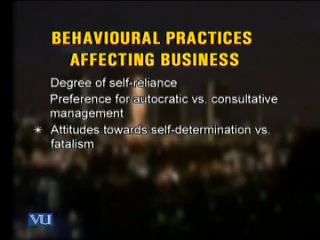 BEHAVIOURAL PRACTICES
AFFECTING BUSINESS
Degree of self-reliance
Preference for autocratic vs. consultative
management
✶ Attitudes towards self-determination vs.
fatalism
VU